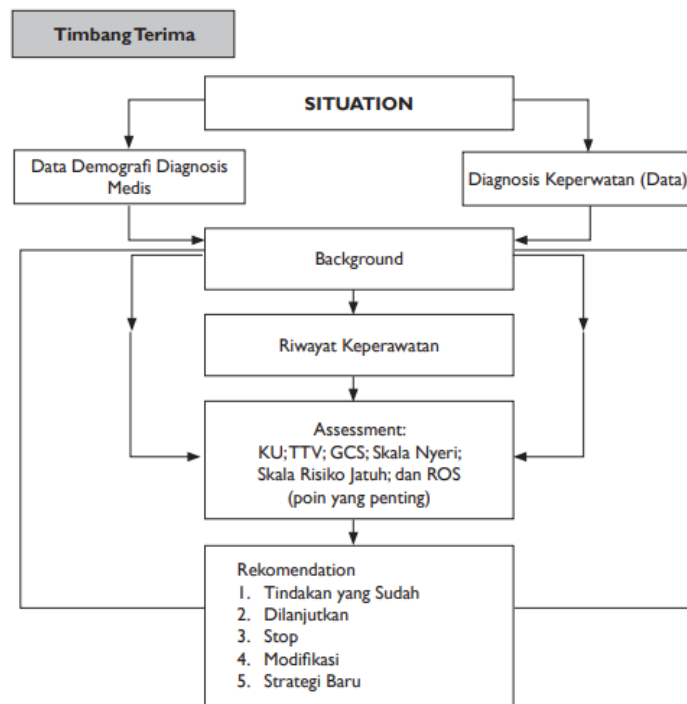 Timbang Terima
SITUATION
Data Demografi Diagnosis
Medis
Diagnosis Keperwatan (Data)
Background
Riwayat Keperawatan
Assessment:
KU; TTV; GCS; Skala Nyeri;
Skala Risiko Jatuh; dan ROS
(poin yang penting)
Rekomendation
1. Tindakan yang Sudah
2. Dilanjutkan
3. Stop
4. Modifikasi
5. Strategi Baru